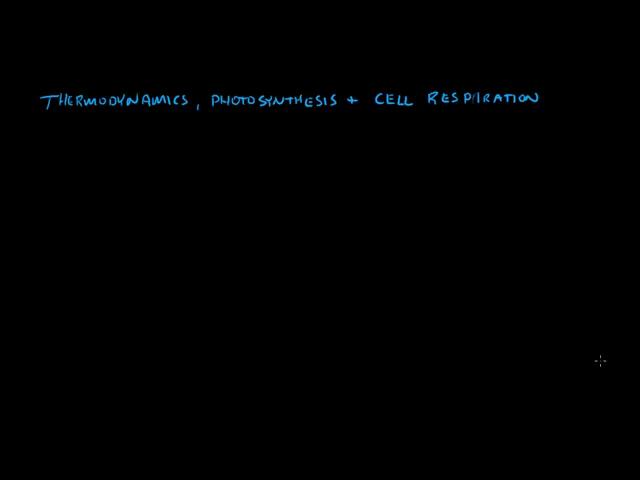 THERMODYNAMICS, PHOTOSYNTHESIS + CELL RESPIRATION